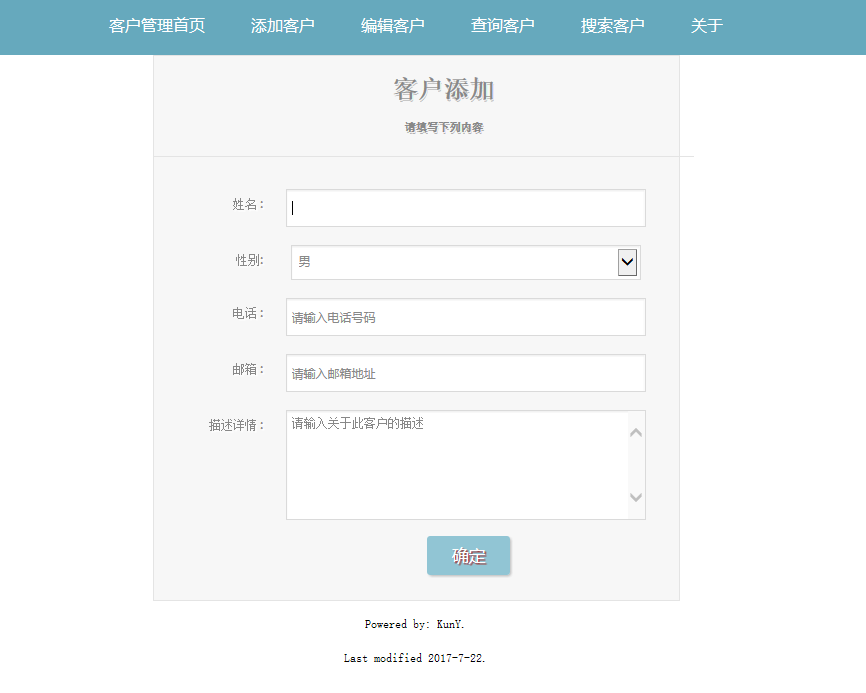 客户管理首页 添加客户 编辑客户 查询客户 搜索客户 关于
客户添加
请填写下列内容
姓名：
性别: 男
电话： 请输入电话号码
邮箱： 请输入邮箱地址
描述详情： 请输入关于此客户的描述
确定
Powered by: KunY.
Last modified 2017-7-22.